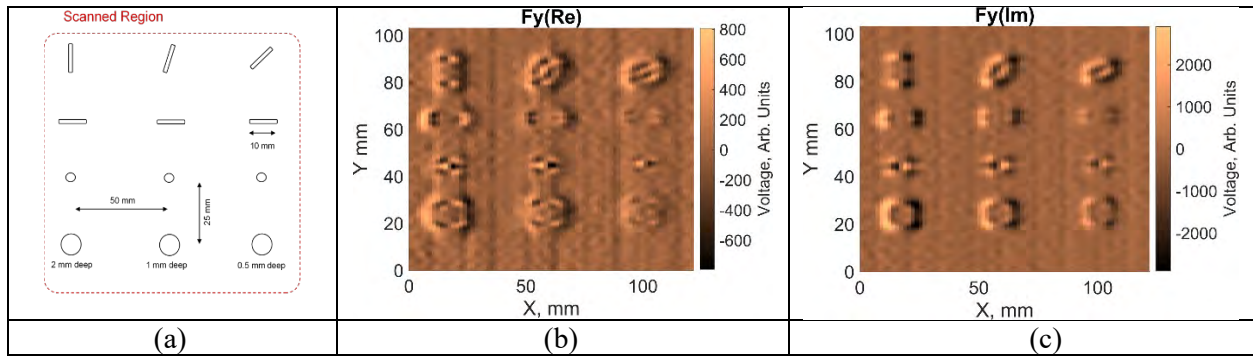 Scanned Region
10 mm
50 mm
25 mm
2 mm deep
1 mm deep
0.5 mm deep
(a)
Fy(Re)
100
80
60
40
20
0
Y mm
0
50
100
X, mm
800
600
400
200
0
-200
-400
-600
Voltage, Arb. Units
(b)
Fy(Im)
100
80
60
40
20
0
Y mm
0
50
100
X, mm
2000
1000
0
-1000
-2000
Voltage, Arb. Units
(c)